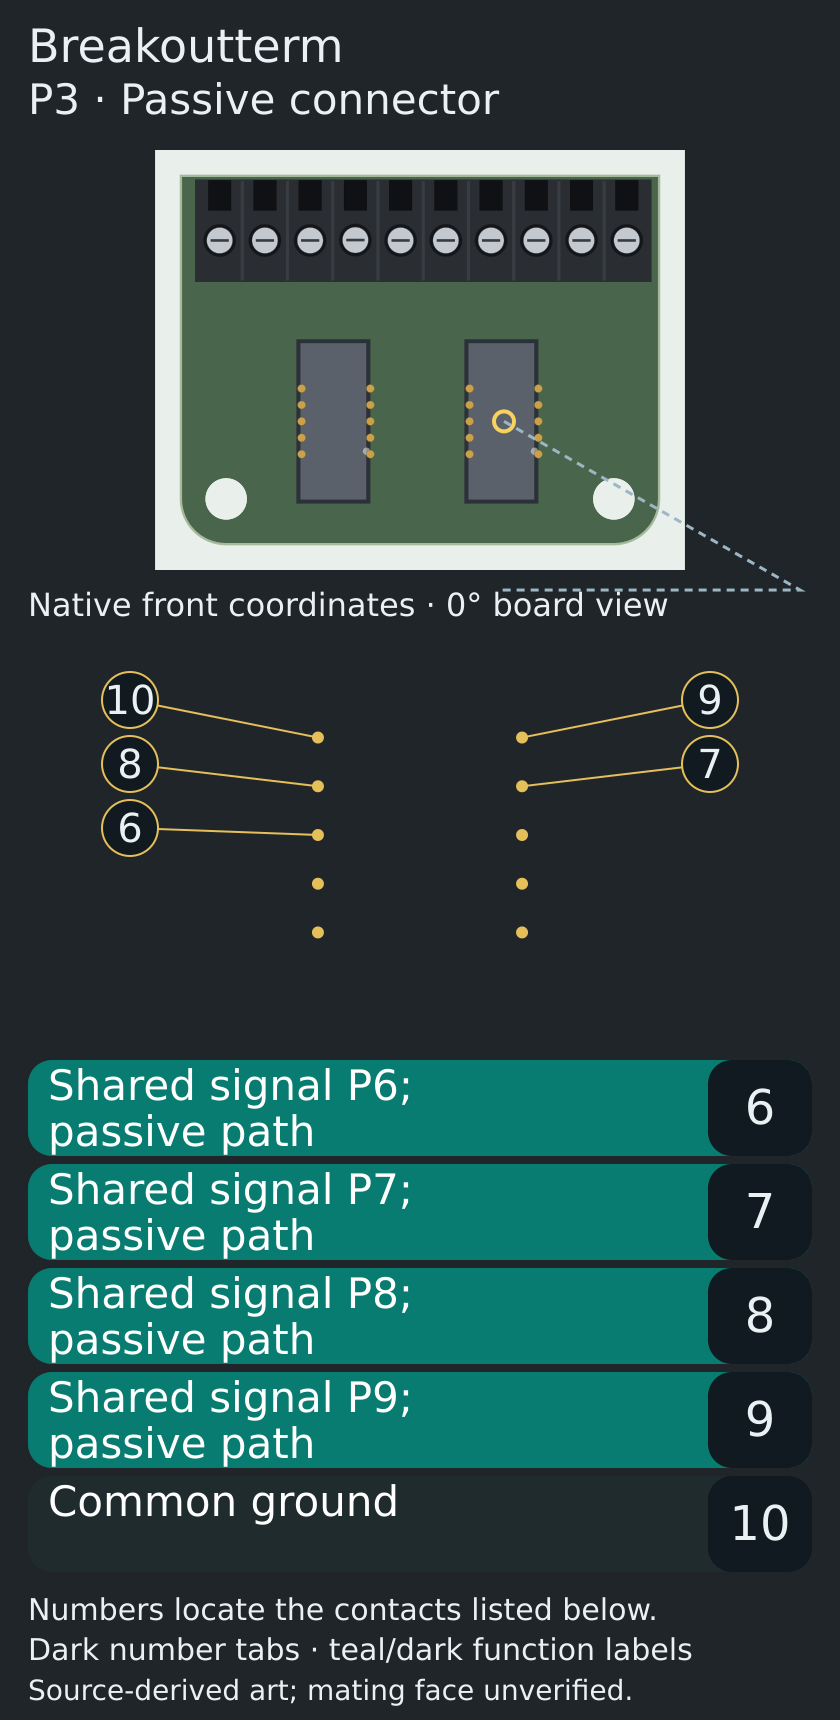 Breakoutterm
P3 · Passive connector
Native front coordinates · 0° board view
10
9
8
7
6
Shared signal P6;
passive path
6
Shared signal P7;
passive path
7
Shared signal P8;
passive path
8
Shared signal P9;
passive path
9
Common ground
10
Numbers locate the contacts listed below.
Dark number tabs · teal/dark function labels
Source-derived art; mating face unverified.